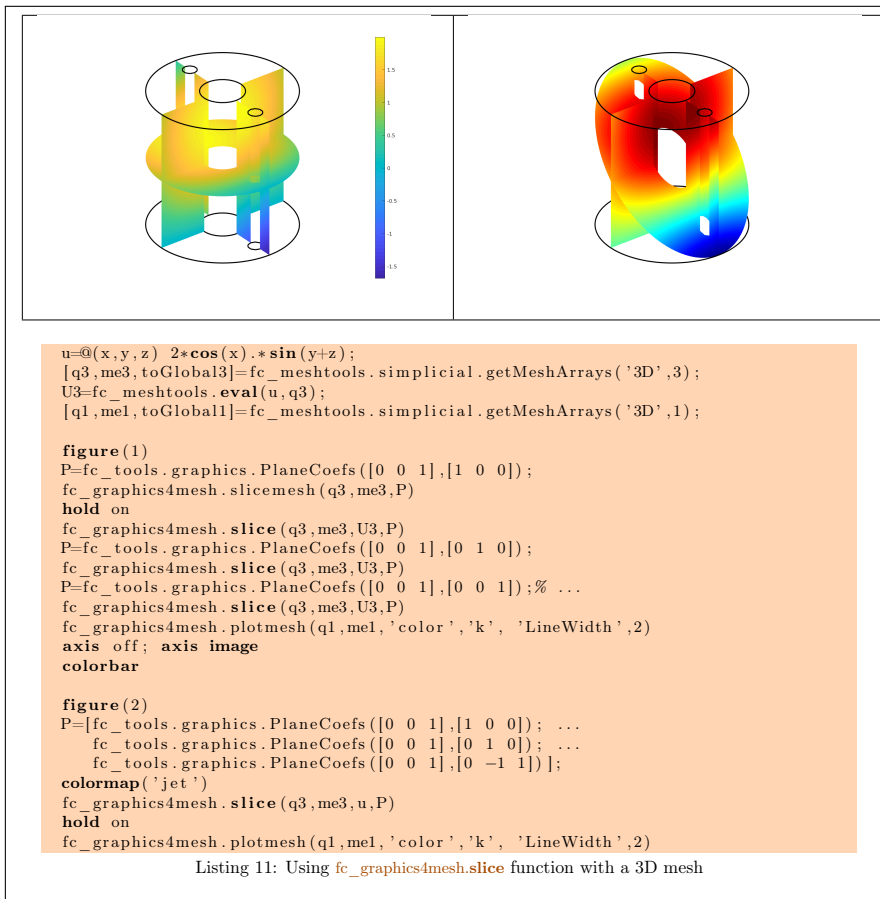 1.5
1
0.5
0
-0.5
-1
-1.5
u=@(x,y,z) 2*cos(x).*sin(y+z);
[q3,me3,toGlobal3]=fc_meshtools.simplicial.getMeshArrays('3D',3);
U3=fc_meshtools.eval(u,q3);
[q1,me1,toGlobal1]=fc_meshtools.simplicial.getMeshArrays('3D',1);
figure(1)
P=fc_tools.graphics.PlaneCoefs([0 0 1],[1 0 0]);
fc_graphics4mesh.slicemesh(q3,me3,P)
hold on
fc_graphics4mesh.slice(q3,me3,U3,P)
P=fc_tools.graphics.PlaneCoefs([0 0 1],[0 1 0]);
fc_graphics4mesh.slice(q3,me3,U3,P)
P=fc_tools.graphics.PlaneCoefs([0 0 1],[0 0 1]);% ...
fc_graphics4mesh.slice(q3,me3,U3,P)
fc_graphics4mesh.plotmesh(q1,me1,'color','k', 'LineWidth',2)
axis off; axis image
colorbar
figure(2)
P=[fc_tools.graphics.PlaneCoefs([0 0 1],[1 0 0]); ...
fc_tools.graphics.PlaneCoefs([0 0 1],[0 1 0]); ...
fc_tools.graphics.PlaneCoefs([0 0 1],[0 −1 1])];
colormap('jet')
fc_graphics4mesh.slice(q3,me3,u,P)
hold on
fc_graphics4mesh.plotmesh(q1,me1,'color','k', 'LineWidth',2)
Listing 11: Using fc_graphics4mesh.slice function with a 3D mesh